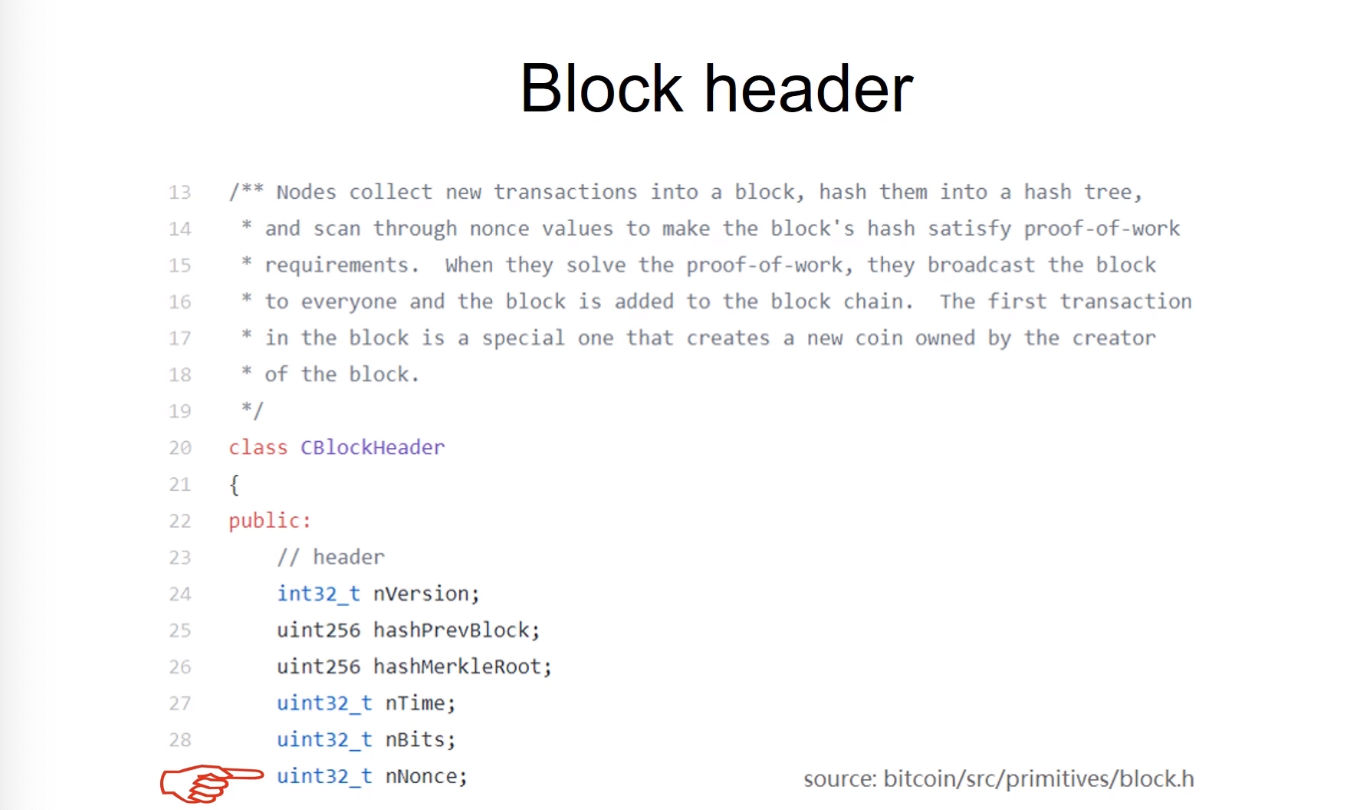 Block header
13 /** Nodes collect new transactions into a block, hash them into a hash tree,
14 * and scan through nonce values to make the block's hash satisfy proof-of-work
15 * requirements.  When they solve the proof-of-work, they broadcast the block
16 * to everyone and the block is added to the block chain.  The first transaction
17 * in the block is a special one that creates a new coin owned by the creator
18 * of the block.
19 */
20 class CBlockHeader
21 {
22 public:
23 // header
24 int32_t nVersion;
25 uint256 hashPrevBlock;
26 uint256 hashMerkleRoot;
27 uint32_t nTime;
28 uint32_t nBits;
uint32_t nNonce;
source: bitcoin/src/primitives/block.h